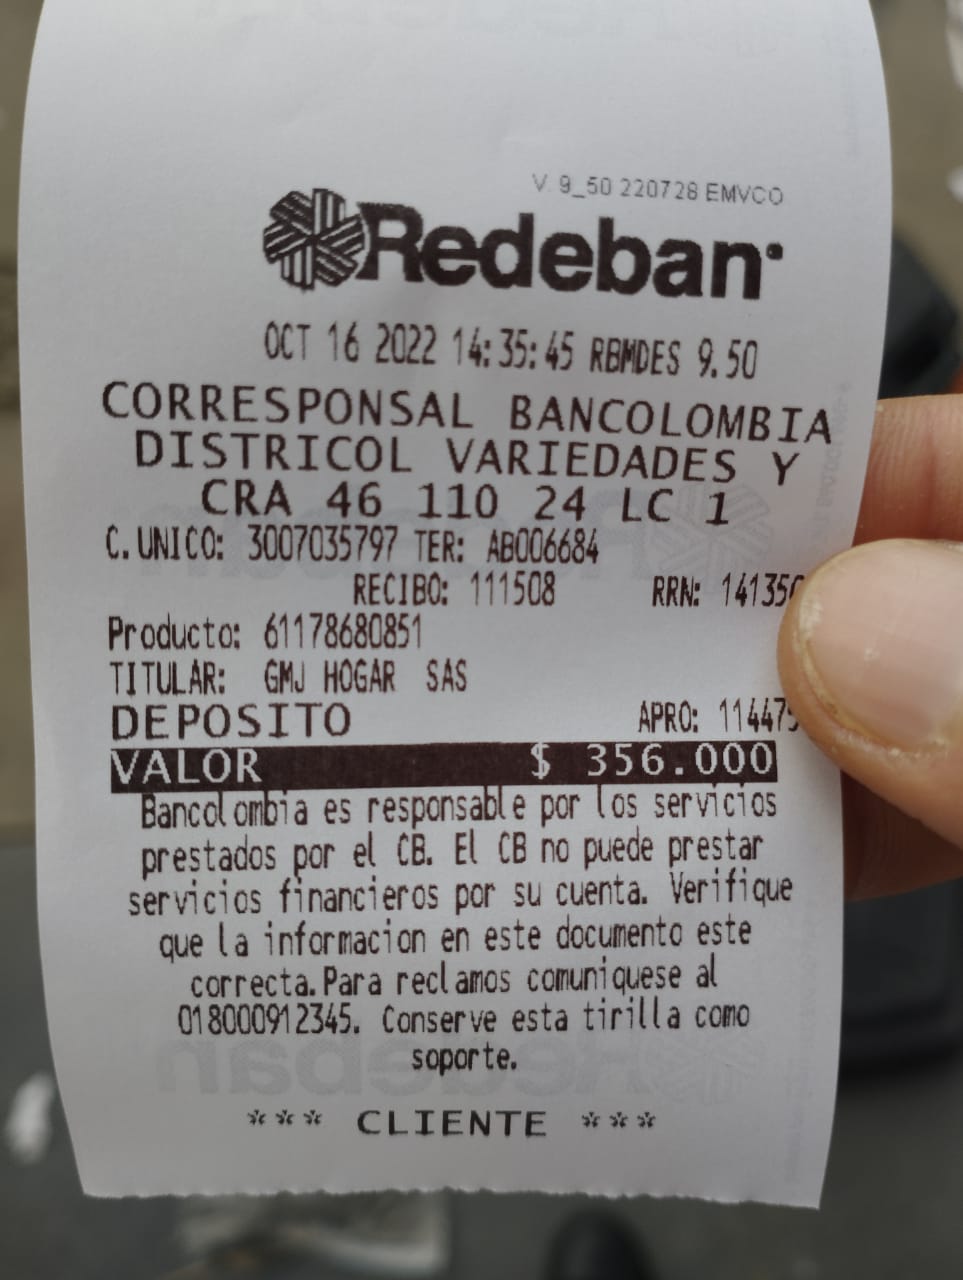 V. 9_50 220728 EMVCO
Redeban
OCT 16 2022 14:35:45 RBMDES 9.50
CORRESPONSAL BANCOLOMBIA
DISTRICOL VARIEDADES Y
CRA 46 110 24 LC 1
C. UNICO: 3007035797 TER: AB006684
RECIBO: 111508 RRN:
Producto: 61178680851
TITULAR: GMJ HOGAR SAS
DEPOSITO APRO:
VALOR $ 356.000
Bancolombia es responsable por los servicios
prestados por el CB. El CB no puede prestar
servicios financieros por su cuenta. Verifique
que la informacion en este documento este
correcta. Para reclamos comuniquese al
018000912345. Conserve esta tirilla como
soporte.
*** CLIENTE ***